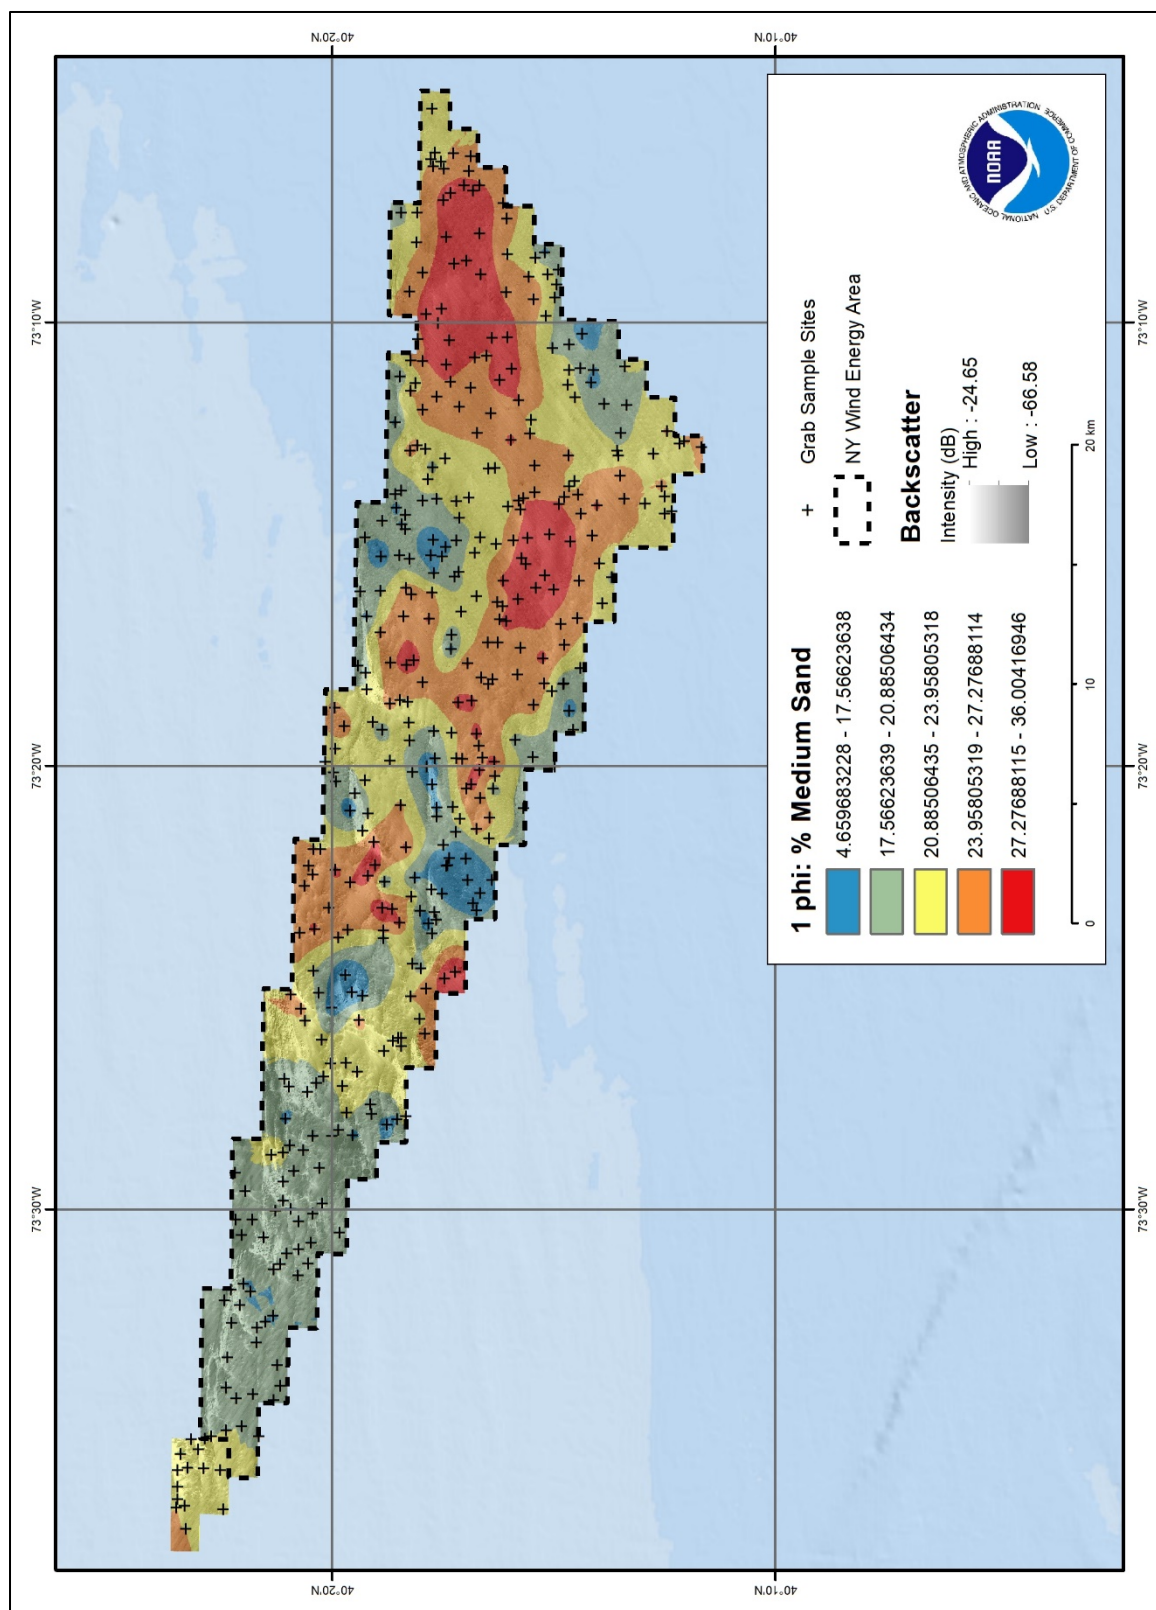 73°30'W
73°20'W
73°10'W
40°20'N
40°20'N
40°10'N
40°10'N
73°30'W
73°20'W
73°10'W
1 phi: % Medium Sand
4.659683228 - 17.56623638
17.56623639 - 20.88506434
20.88506435 - 23.95805318
23.95805319 - 27.27688114
27.27688115 - 36.00416946
Grab Sample Sites
NY Wind Energy Area
Backscatter
Intensity (dB)
High : -24.65
Low : -66.58
0
10
20 km
NATIONAL OCEANIC AND ATMOSPHERIC ADMINISTRATION
U.S. DEPARTMENT OF COMMERCE
NOAA